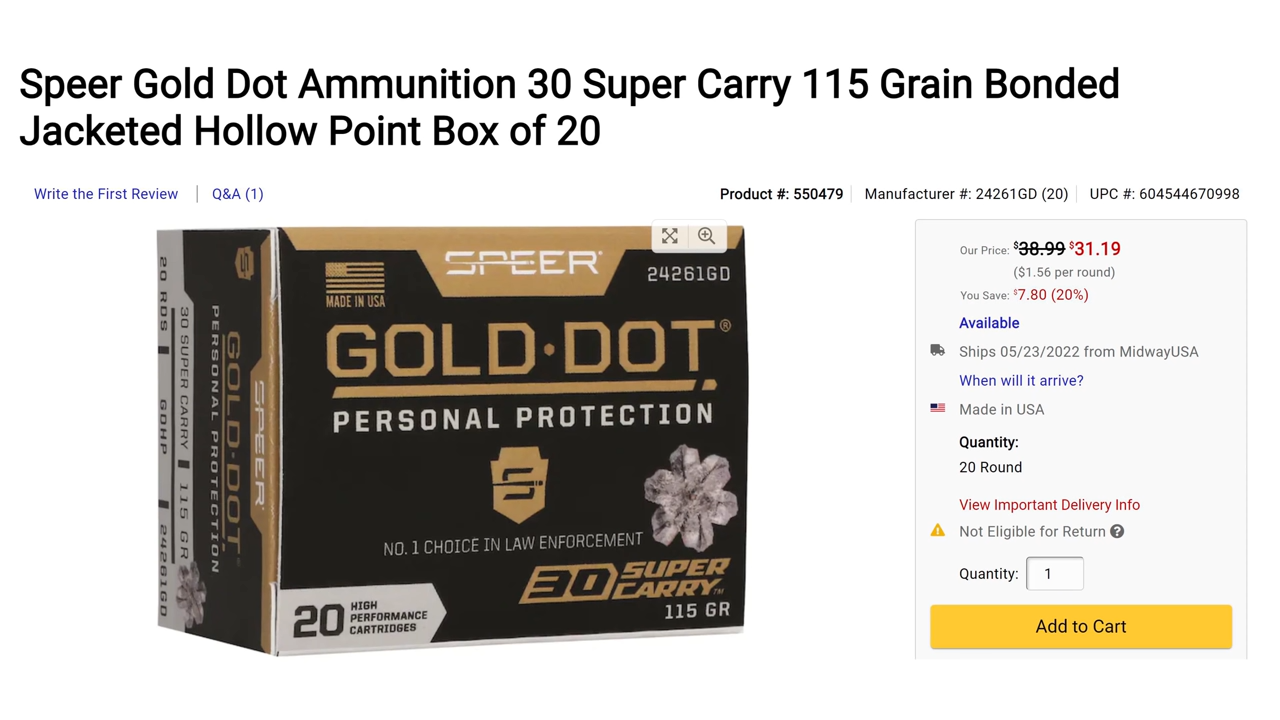 Speer Gold Dot Ammunition 30 Super Carry 115 Grain Bonded
Jacketed Hollow Point Box of 20
Write the First Review
Q&A (1)
Product #: 550479
Manufacturer #: 24261GD (20)
UPC #: 604544670998
20 RDS
GDHP
24261GD
30 SUPER CARRY
115 GR
PERSONAL PROTECTION
GOLD·DOT
SPEER
SPEER
24261GD
MADE IN USA
GOLD·DOT®
PERSONAL PROTECTION
NO. 1 CHOICE IN LAW ENFORCEMENT
30 SUPER
CARRY™
115 GR
20 HIGH
PERFORMANCE
CARTRIDGES
Our Price: $38.99 $31.19
($1.56 per round)
You Save: $7.80 (20%)
Available
Ships 05/23/2022 from MidwayUSA
When will it arrive?
Made in USA
Quantity:
20 Round
View Important Delivery Info
Not Eligible for Return ?
Quantity: 1
Add to Cart